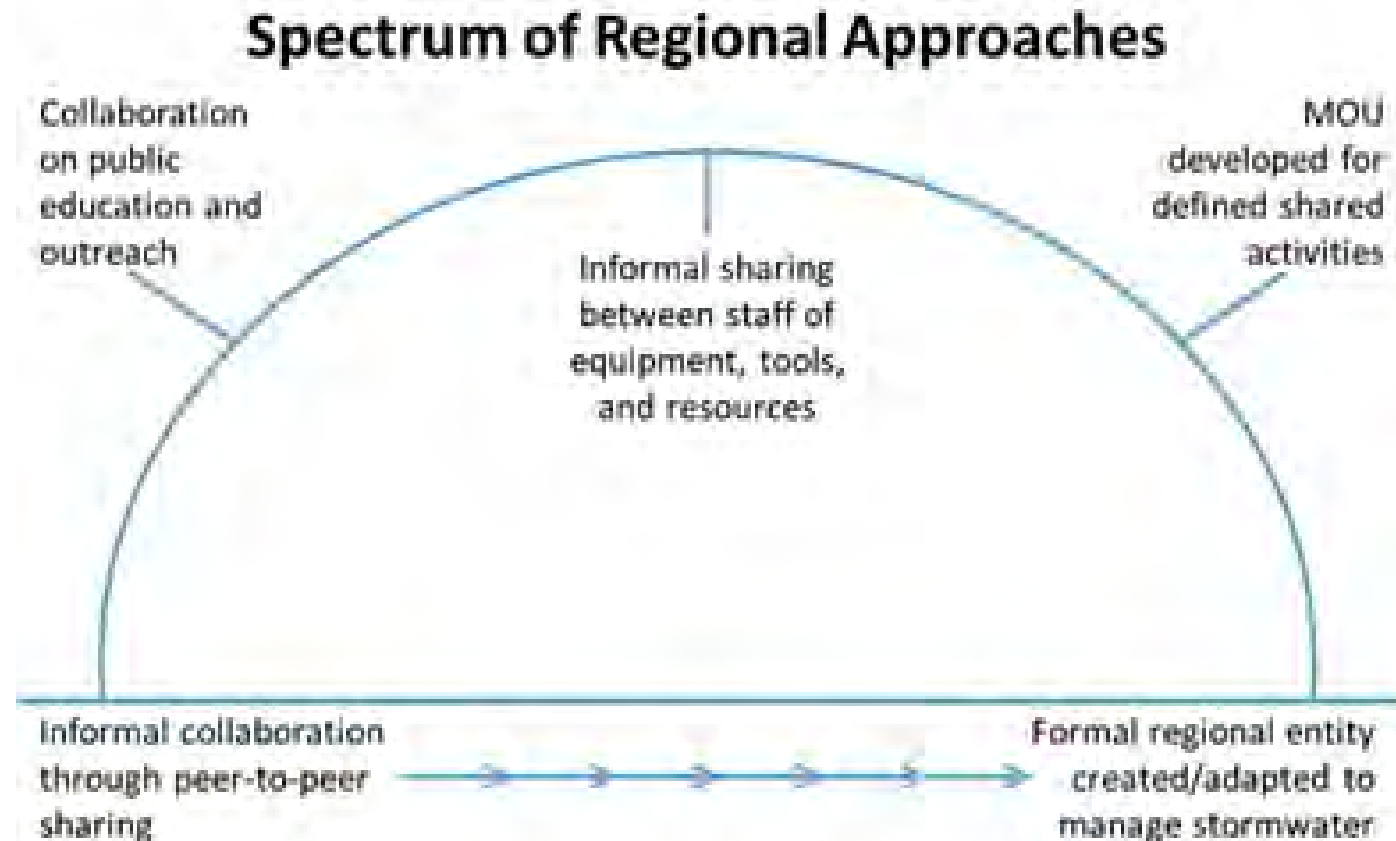 Spectrum of Regional Approaches
Collaboration
on public
education and
outreach
MOU
developed for
defined shared
activities
Informal sharing
between staff of
equipment, tools,
and resources
Informal collaboration
through peer-to-peer
sharing
Formal regional entity
created/adapted to
manage stormwater